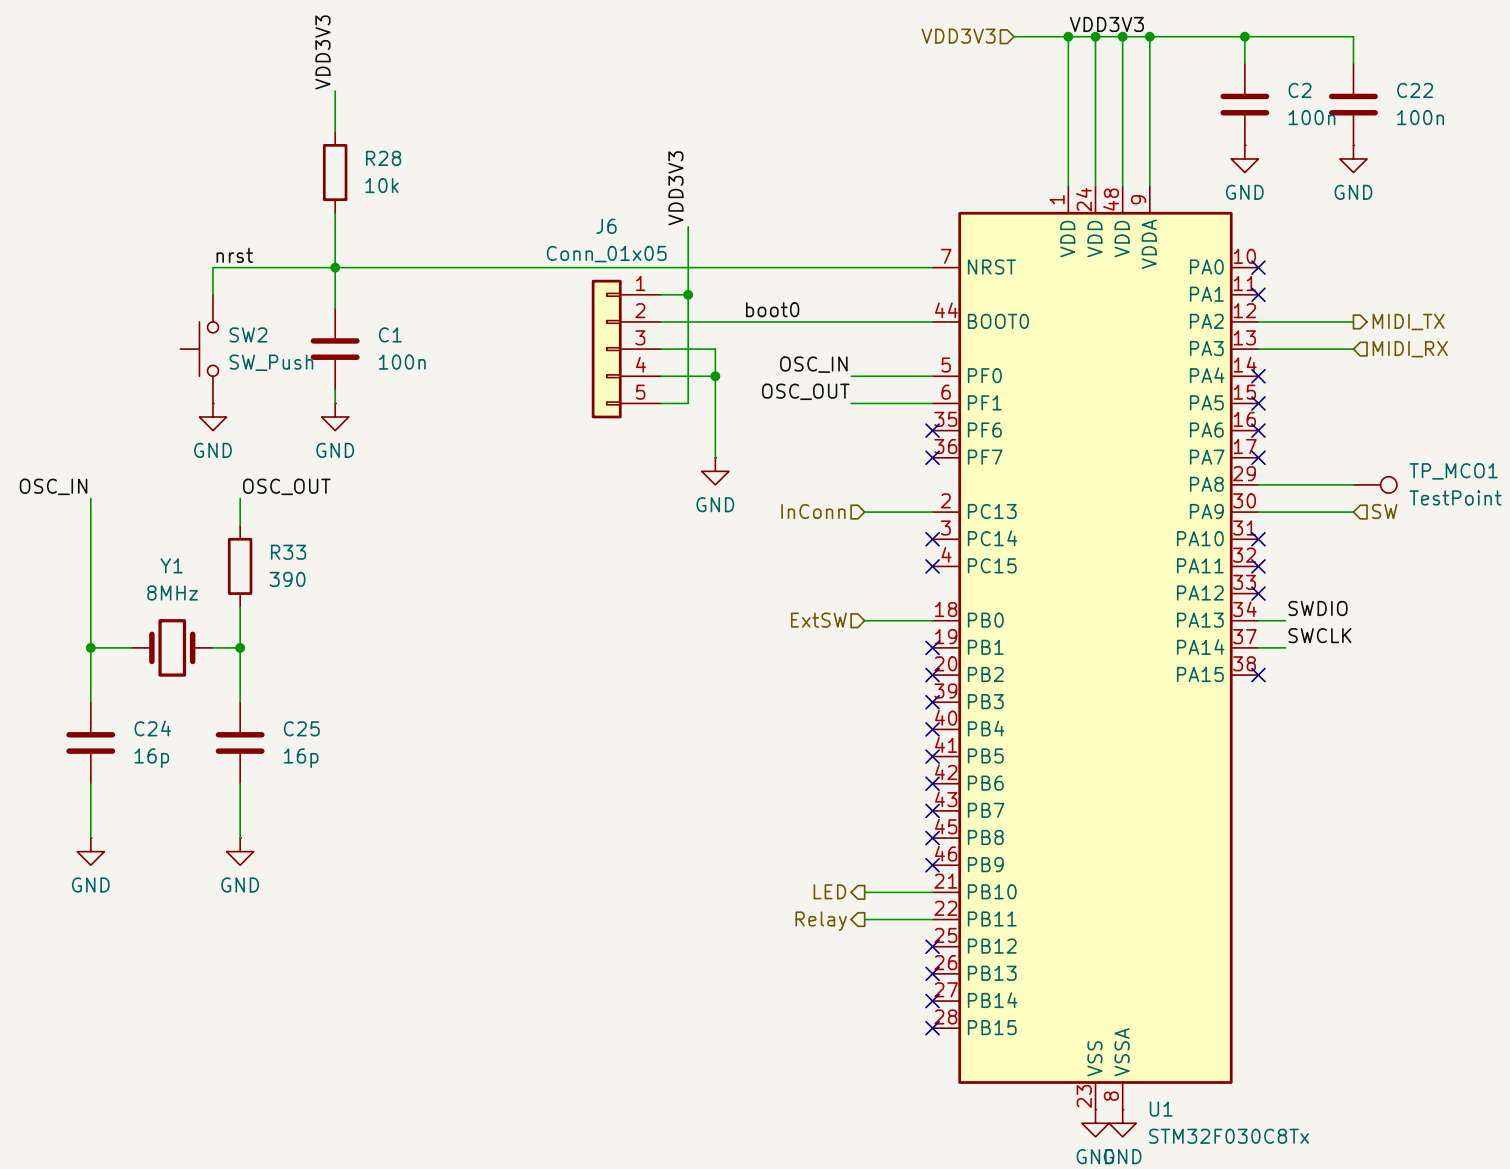 VDD3V3
R28
10k
nrst
SW2
SW_Push
GND
C1
100n
GND
VDD3V3
J6
Conn_01x05
1
2
3
4
5
boot0
GND
OSC_IN
OSC_OUT
R33
390
Y1
8MHz
C24
16p
GND
C25
16p
GND
VDD3V3
VDD3V3
C2
100n
GND
C22
100n
GND
1 VDD
24 VDD
48 VDD
9 VDDA
7 NRST
44 BOOT0
OSC_IN 5 PF0
OSC_OUT 6 PF1
35 PF6
36 PF7
InConn 2 PC13
3 PC14
4 PC15
ExtSW 18 PB0
19 PB1
20 PB2
39 PB3
40 PB4
41 PB5
42 PB6
43 PB7
45 PB8
46 PB9
LED 21 PB10
Relay 22 PB11
25 PB12
26 PB13
27 PB14
28 PB15
PA0 10
PA1 11
PA2 12 MIDI_TX
PA3 13 MIDI_RX
PA4 14
PA5 15
PA6 16
PA7 17
PA8 29
TP_MCO1
TestPoint
PA9 30 SW
PA10 31
PA11 32
PA12 33
PA13 34 SWDIO
PA14 37 SWCLK
PA15 38
VSS 23
VSSA 8
U1
STM32F030C8Tx
GND
GND